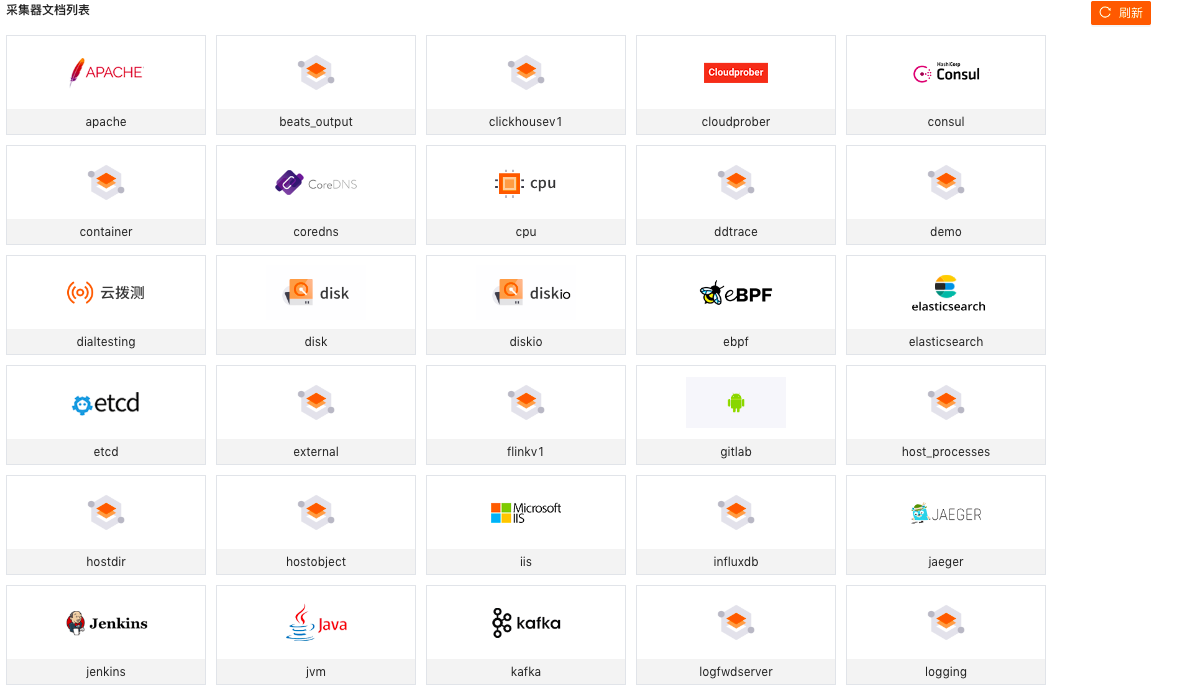 采集器文档列表
刷新
APACHE
Cloudprober
HashiCorp
Consul
apache
beats_output
clickhousev1
cloudprober
consul
CoreDNS
cpu
container
coredns
cpu
ddtrace
demo
云拨测
disk
diskio
eBPF
elasticsearch
dialtesting
disk
diskio
ebpf
elasticsearch
etcd
etcd
external
flinkv1
gitlab
host_processes
Microsoft
IIS
JAEGER
hostdir
hostobject
iis
influxdb
jaeger
Jenkins
Java
kafka
jenkins
jvm
kafka
logfwdserver
logging